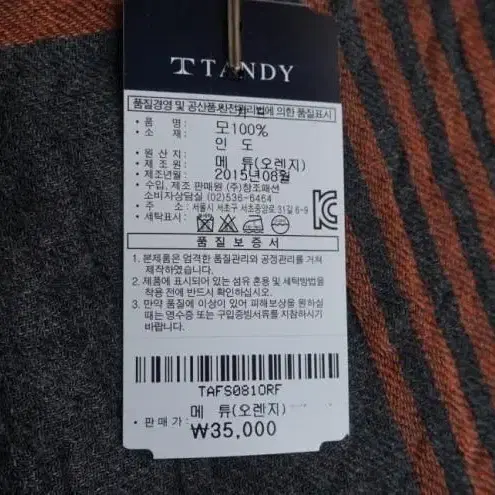 TANDY
품질경영 및 공산품안전관리법에 의한 품질표시
• 품 명 :
• 소 재 : 모100%
• 원 산 지 : 인 도
• 제 조 원 : 메 튜(오렌지)
• 제조년월 : 2015년08월
• 수입, 제조 판매원 (주)창조패션
소비자상담실 (02)536-6464
• 주 소 : 서울시 서초구 서초중앙로 31길 6-9
• 세탁표시 :
품 질 보 증 서
1. 본제품은 엄격한 품질관리와 공정관리를 거쳐
제작하였습니다.
2. 제품에 표시되어 있는 섬유 혼용 및 세탁방법을
착용 전에 반드시 확인하십시오.
3. 만약 품질에 이상이 있어 피해보상을 원하실
때는 영수증 또는 구입증빙서류를 지참하시기
바랍니다.
TAFS0810RF
메 튜(오렌지)
• 판 매 가 : ₩35,000